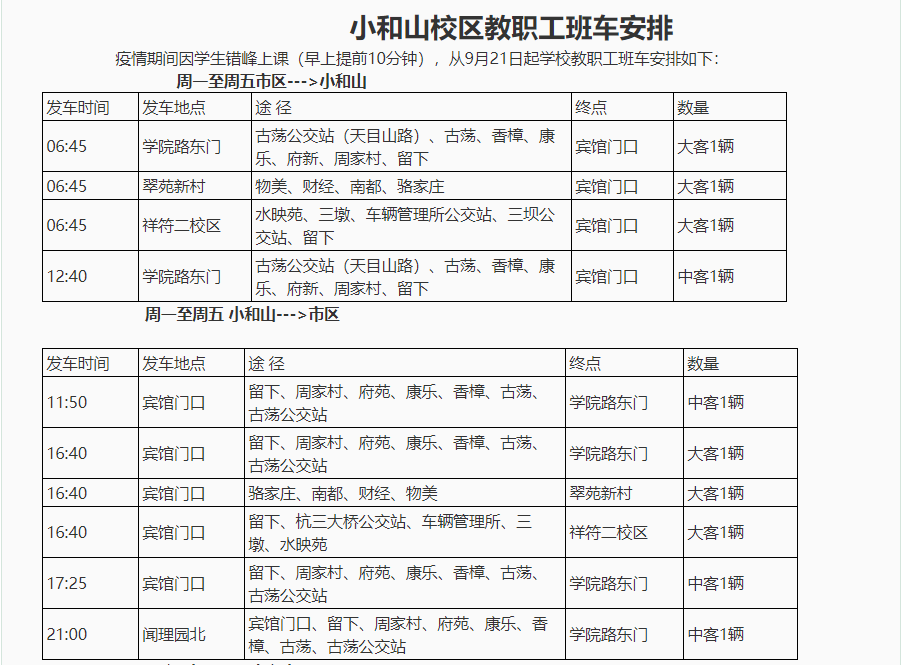 小和山校区教职工班车安排
疫情期间因学生错峰上课（早上提前10分钟），从9月21日起学校教职工班车安排如下：
周一至周五市区--->小和山
发车时间 发车地点 途 径 终点 数量
06:45 学院路东门 古荡公交站（天目山路）、古荡、香樟、康
乐、府新、周家村、留下 宾馆门口 大客1辆
06:45 翠苑新村 物美、财经、南都、骆家庄 宾馆门口 大客1辆
06:45 祥符二校区 水映苑、三墩、车辆管理所公交站、三坝公
交站、留下 宾馆门口 大客1辆
12:40 学院路东门 古荡公交站（天目山路）、古荡、香樟、康
乐、府新、周家村、留下 宾馆门口 中客1辆
周一至周五 小和山--->市区
发车时间 发车地点 途 径 终点 数量
11:50 宾馆门口 留下、周家村、府苑、康乐、香樟、古荡、
古荡公交站 学院路东门 中客1辆
16:40 宾馆门口 留下、周家村、府苑、康乐、香樟、古荡、
古荡公交站 学院路东门 大客1辆
16:40 宾馆门口 骆家庄、南都、财经、物美 翠苑新村 大客1辆
16:40 宾馆门口 留下、杭三大桥公交站、车辆管理所、三
墩、水映苑 祥符二校区 大客1辆
17:25 宾馆门口 留下、周家村、府苑、康乐、香樟、古荡、
古荡公交站 学院路东门 中客1辆
21:00 闻理园北 宾馆门口、留下、周家村、府苑、康乐、香
樟、古荡、古荡公交站 学院路东门 中客1辆